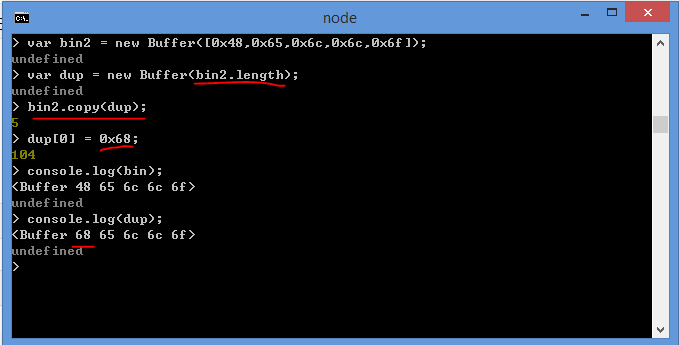 node
C:\.
> var bin2 = new Buffer([0x48,0x65,0x6c,0x6c,0x6f]);
undefined
> var dup = new Buffer(bin2.length);
undefined
> bin2.copy(dup);
5
> dup[0] = 0x68;
104
> console.log(bin);
<Buffer 48 65 6c 6c 6f>
undefined
> console.log(dup);
<Buffer 68 65 6c 6c 6f>
undefined
>